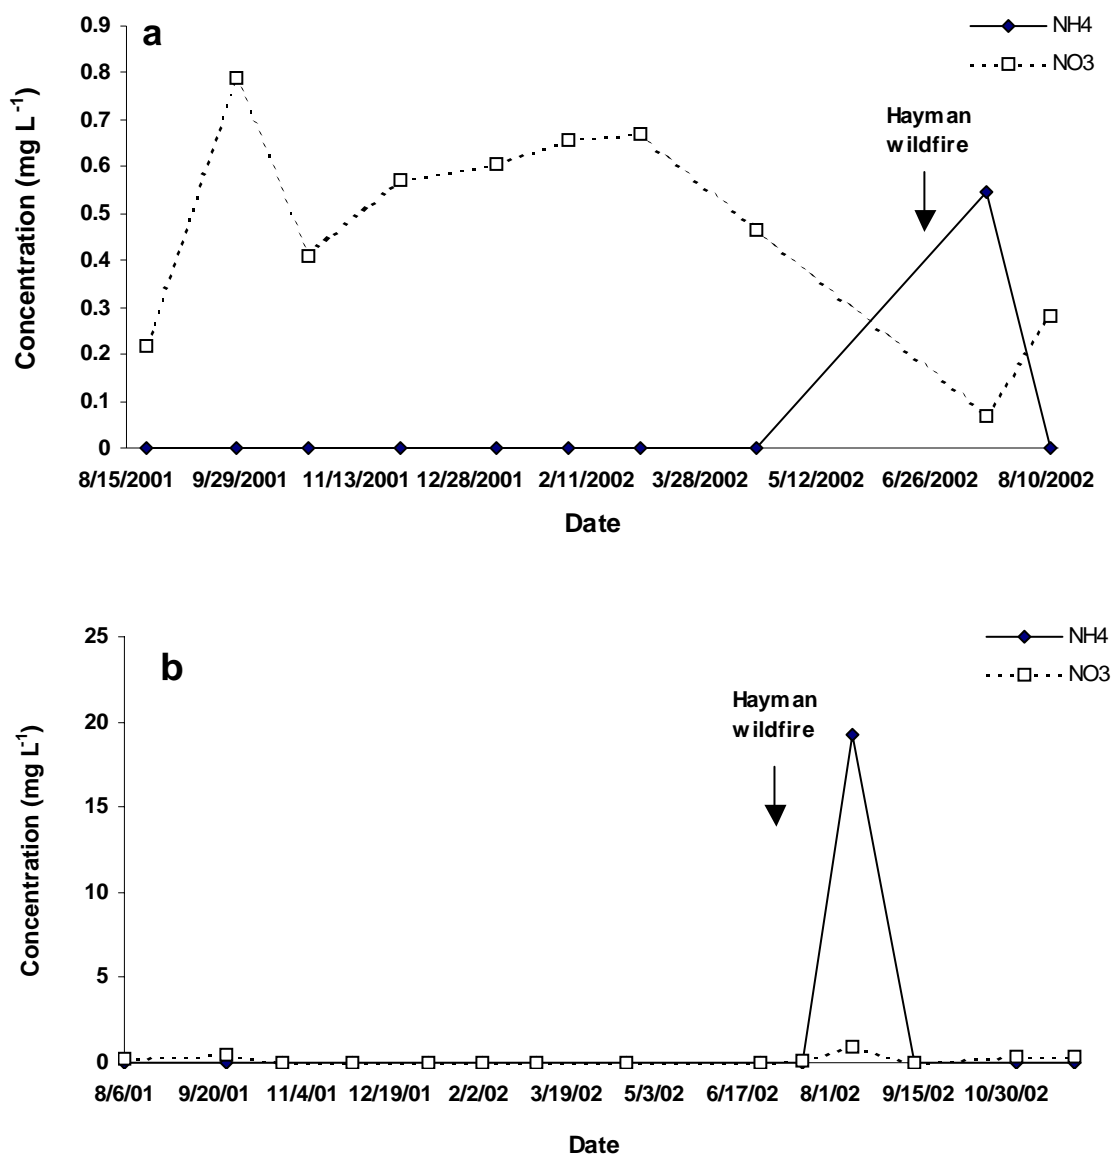 a
NH4
NO3
Hayman
wildfire
Concentration (mg L⁻¹)
0.9
0.8
0.7
0.6
0.5
0.4
0.3
0.2
0.1
0
8/15/2001 9/29/2001 11/13/2001 12/28/2001 2/11/2002 3/28/2002 5/12/2002 6/26/2002 8/10/2002
Date
b
NH4
NO3
Hayman
wildfire
Concentration (mg L⁻¹)
25
20
15
10
5
0
8/6/01 9/20/01 11/4/01 12/19/01 2/2/02 3/19/02 5/3/02 6/17/02 8/1/02 9/15/02 10/30/02
Date